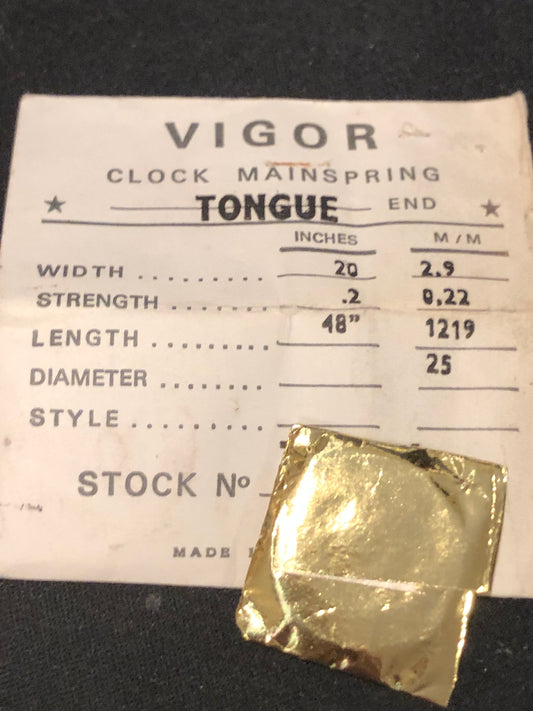 VIGOR
CLOCK MAINSPRING
★ TONGUE END ★
INCHES M/M
WIDTH ......... 20 2.9
STRENGTH ....... .2 0,22
LENGTH ......... 48" 1219
DIAMETER ........ 25
STYLE ..........
STOCK Nº
MADE